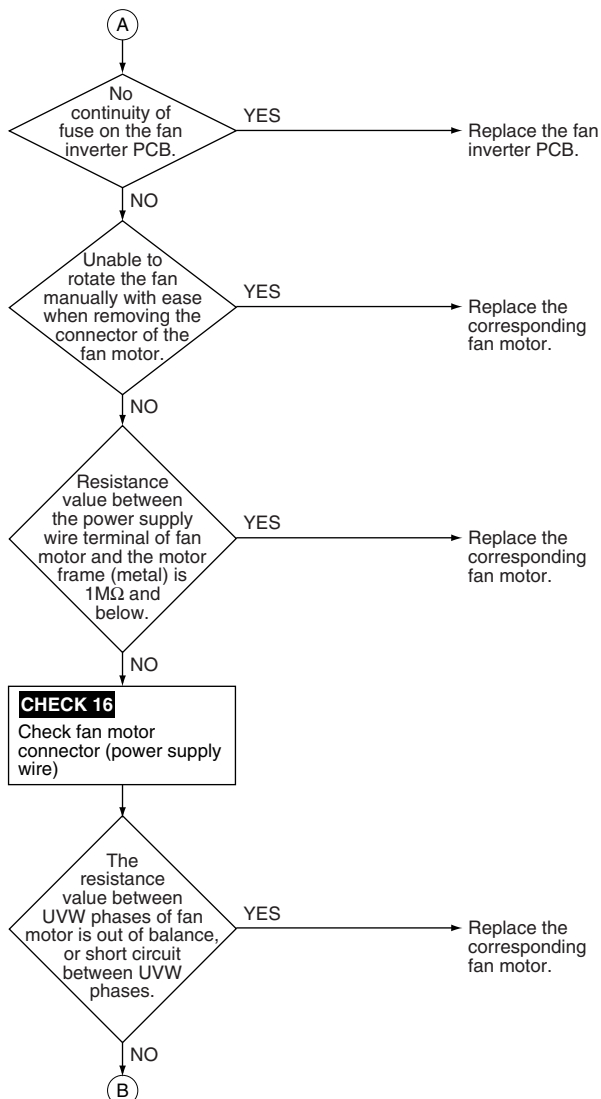 A
No
continuity of
fuse on the fan
inverter PCB.
YES
Replace the fan
inverter PCB.
NO
Unable to
rotate the fan
manually with ease
when removing the
connector of the
fan motor.
YES
Replace the
corresponding
fan motor.
NO
Resistance
value between
the power supply
wire terminal of fan
motor and the motor
frame (metal) is
1MΩ and
below.
YES
Replace the
corresponding
fan motor.
NO
CHECK 16
Check fan motor
connector (power supply
wire)
The
resistance
value between
UVW phases of fan
motor is out of balance,
or short circuit
between UVW
phases.
YES
Replace the
corresponding
fan motor.
NO
B